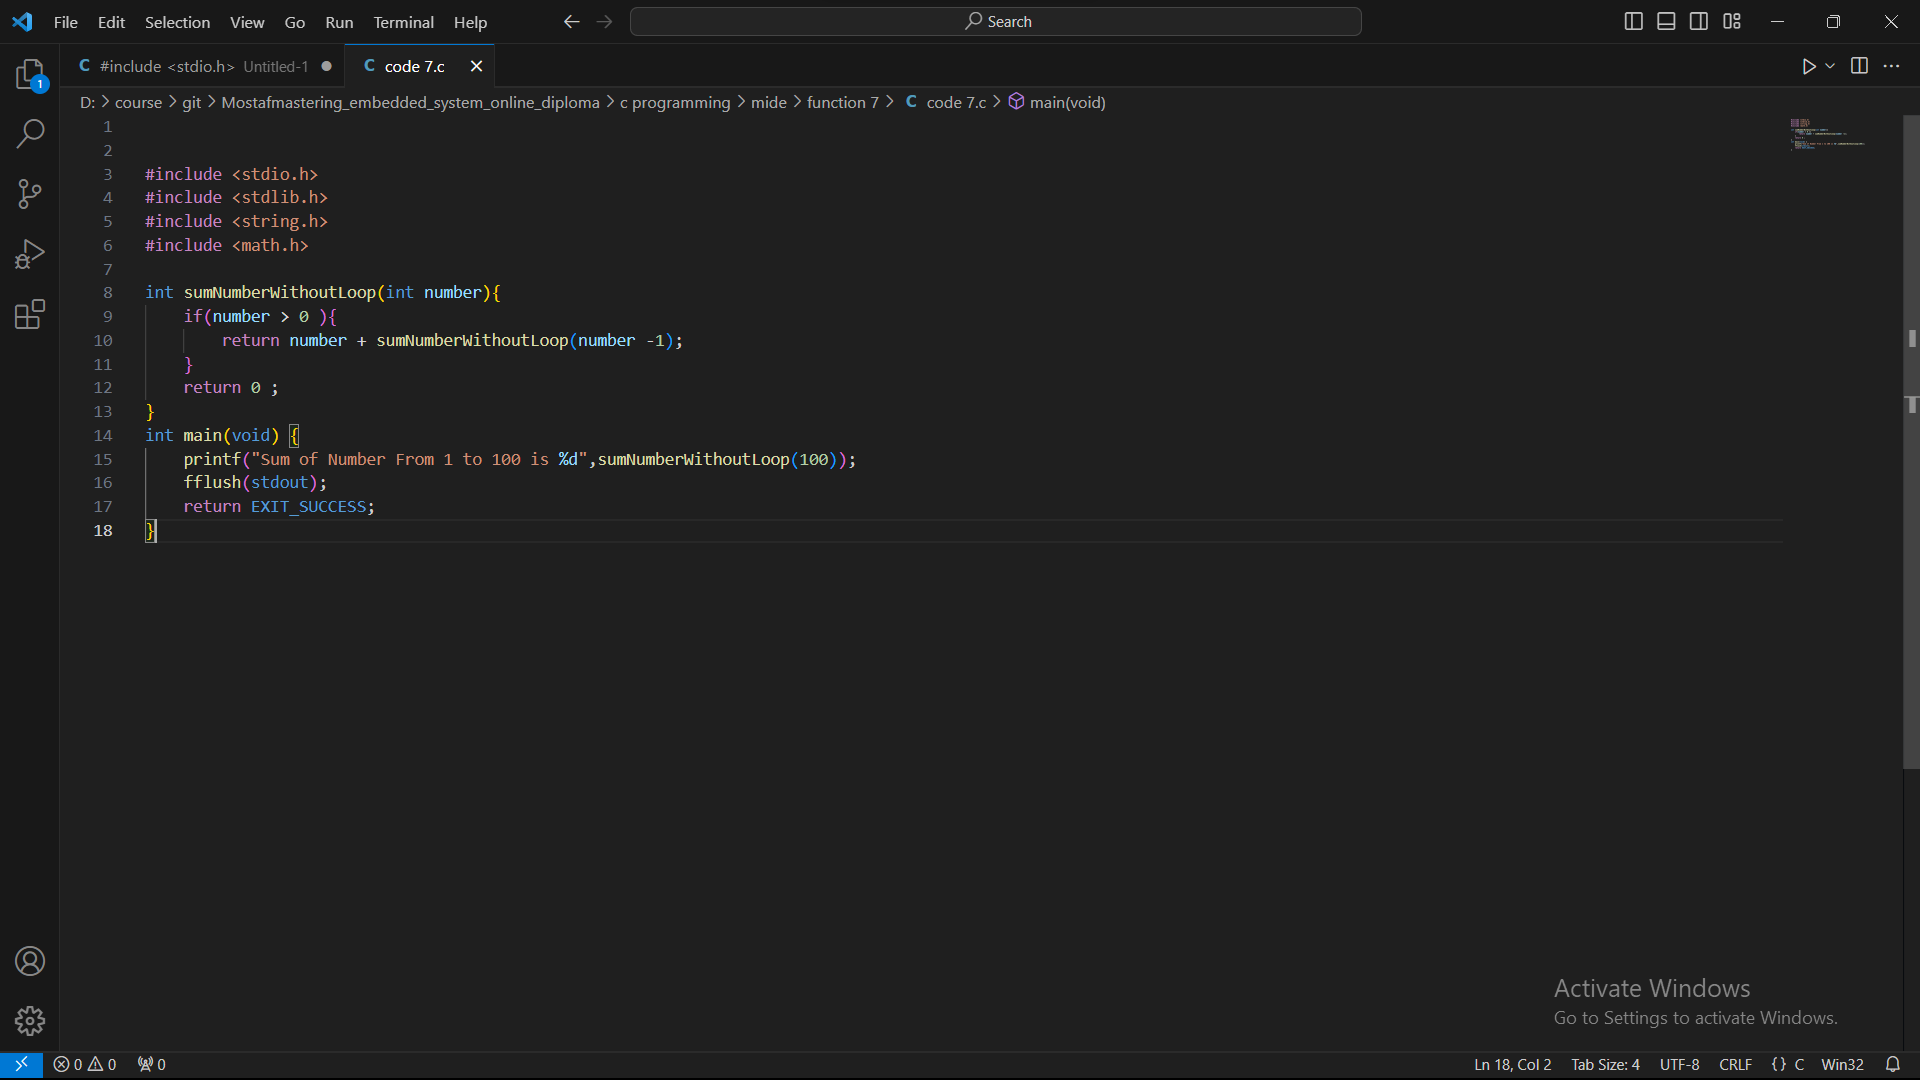 File Edit Selection View Go Run Terminal Help Search
1
C #include <stdio.h> Untitled-1 C code 7.c
D: > course > git > Mostafmastering_embedded_system_online_diploma > c programming > mide > function 7 > C code 7.c > main(void)
1
2
3 #include <stdio.h>
4 #include <stdlib.h>
5 #include <string.h>
6 #include <math.h>
7
8 int sumNumberWithoutLoop(int number){
9 if(number > 0 ){
10 return number + sumNumberWithoutLoop(number -1);
11 }
12 return 0 ;
13 }
14 int main(void) {
15 printf("Sum of Number From 1 to 100 is %d",sumNumberWithoutLoop(100));
16 fflush(stdout);
17 return EXIT_SUCCESS;
18 }
Activate Windows
Go to Settings to activate Windows.
0 0 0 Ln 18, Col 2 Tab Size: 4 UTF-8 CRLF {} C Win32